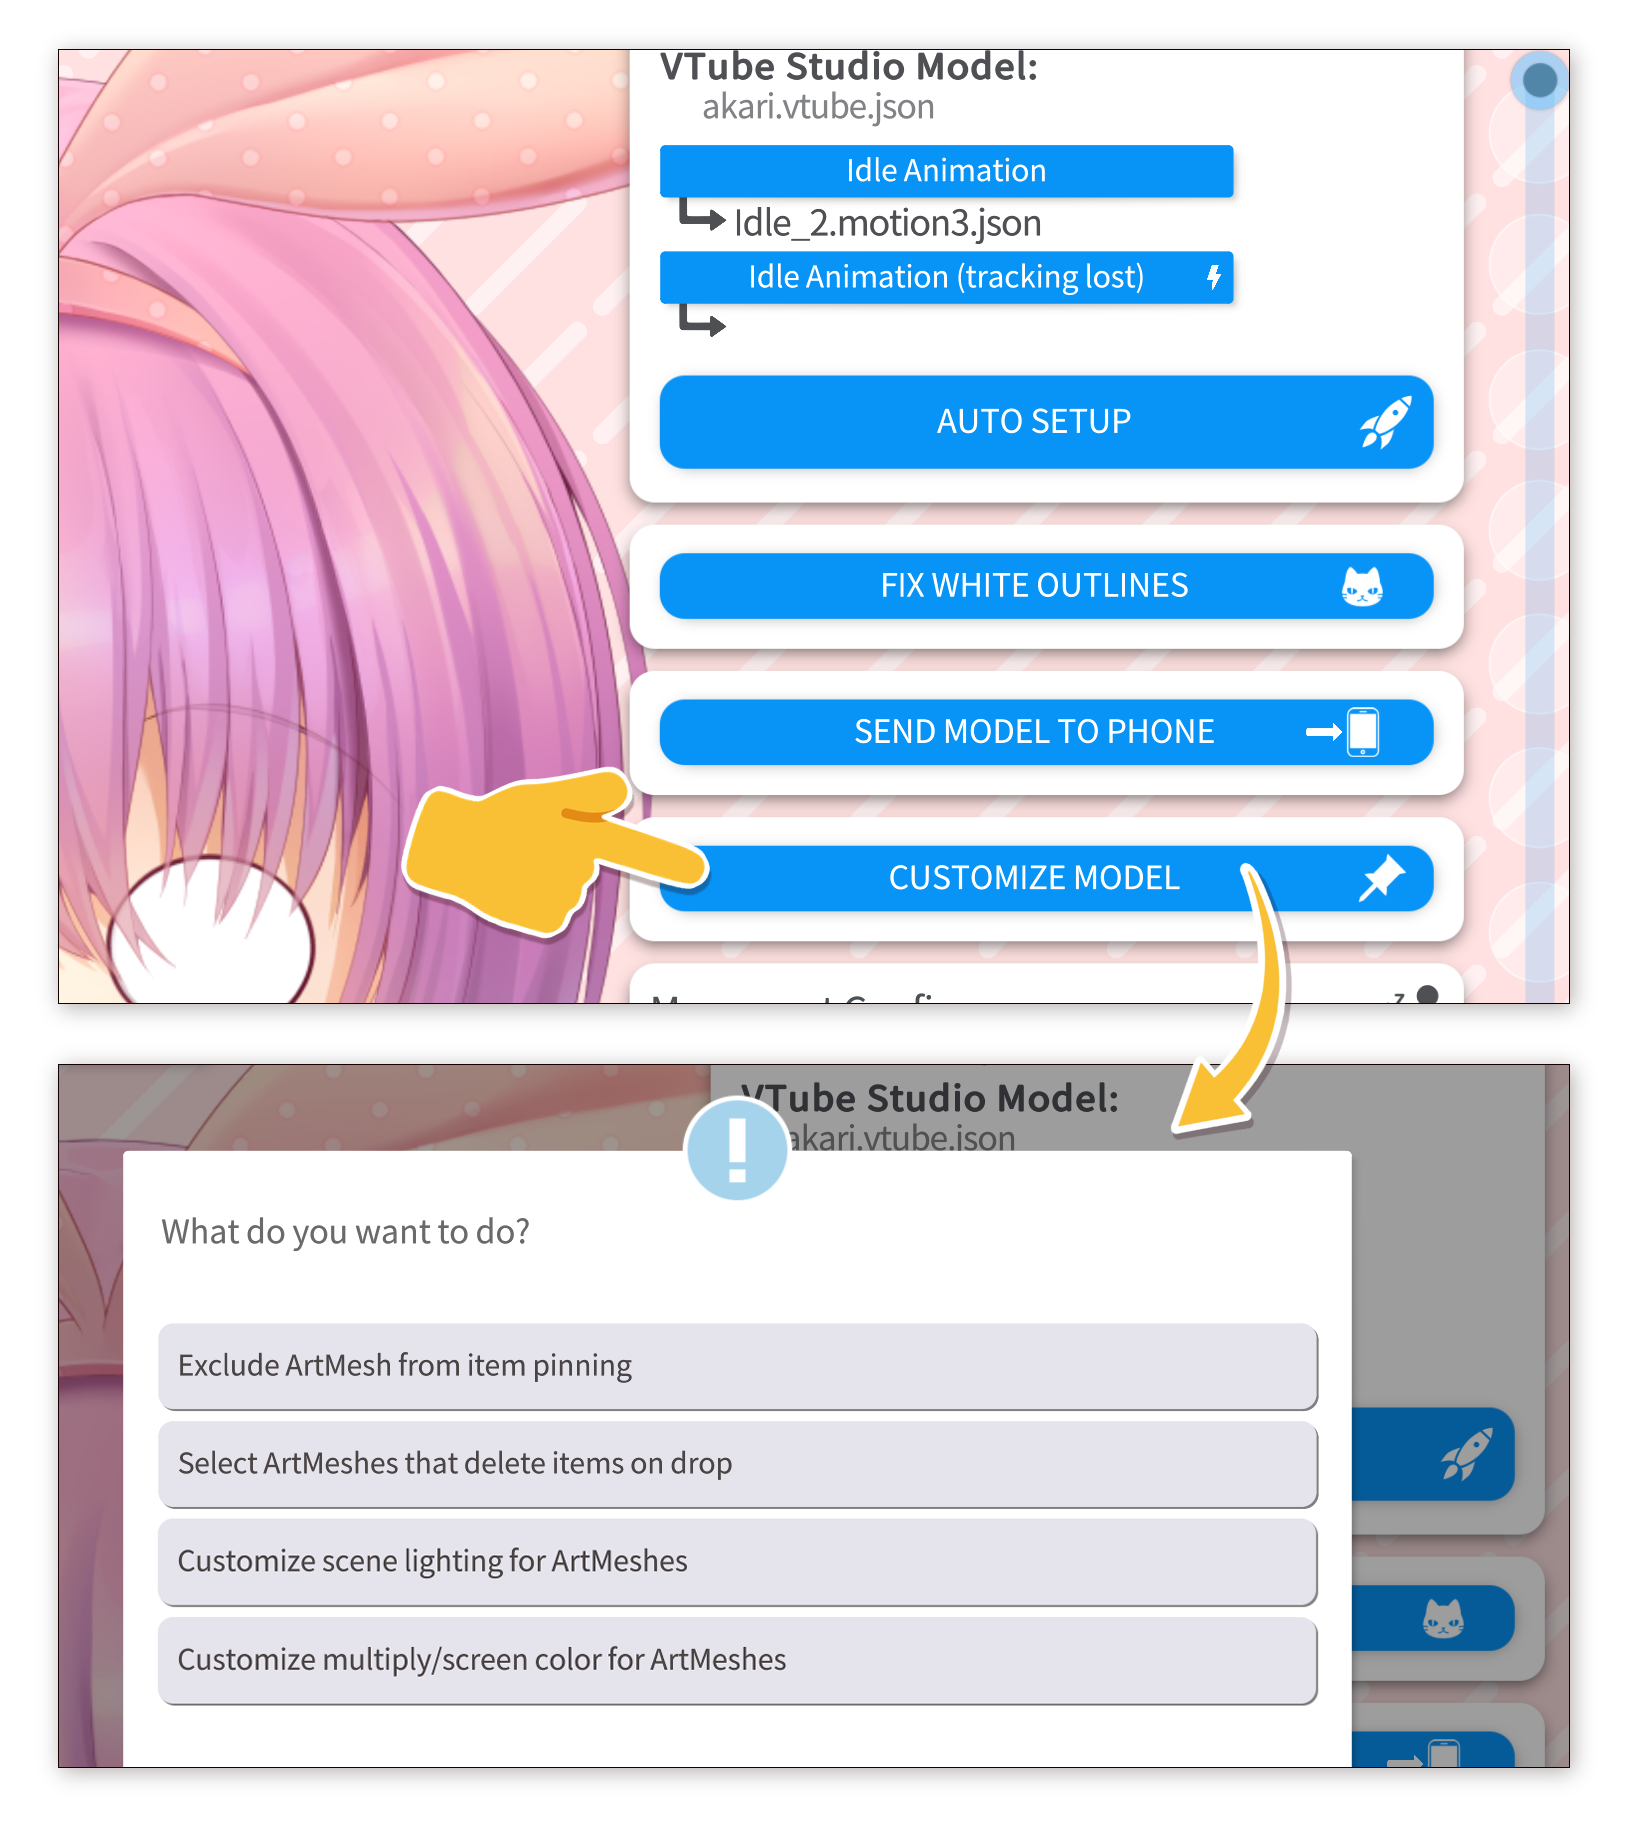 VTube Studio Model:
akari.vtube.json
Idle Animation
Idle_2.motion3.json
Idle Animation (tracking lost)
AUTO SETUP
FIX WHITE OUTLINES
SEND MODEL TO PHONE
CUSTOMIZE MODEL
VTube Studio Model:
akari.vtube.json
What do you want to do?
Exclude ArtMesh from item pinning
Select ArtMeshes that delete items on drop
Customize scene lighting for ArtMeshes
Customize multiply/screen color for ArtMeshes